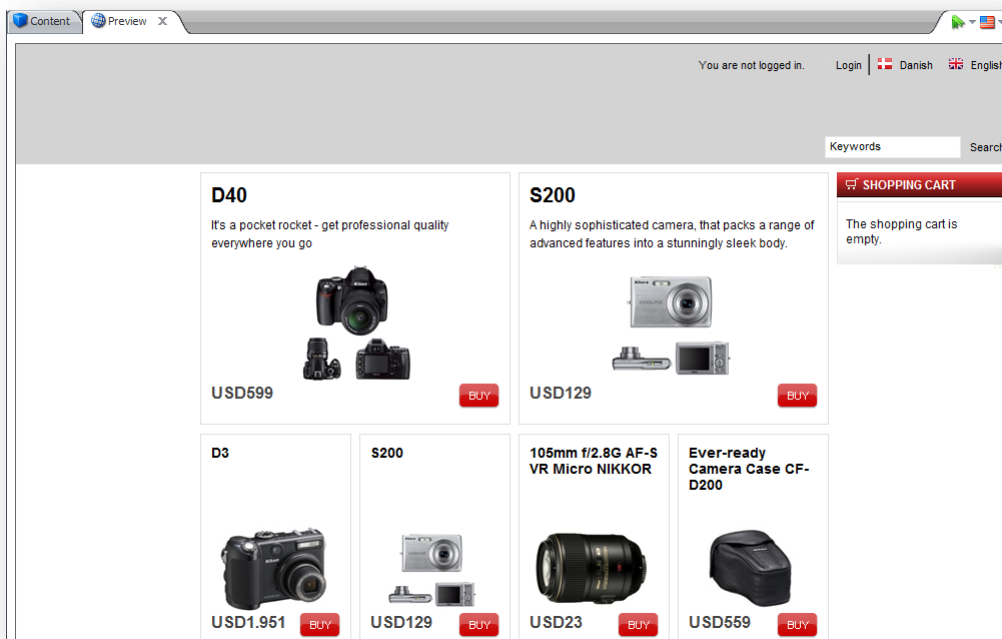 Content
Preview
You are not logged in.
Login
Danish
English
Keywords
Search
D40
It's a pocket rocket - get professional quality
everywhere you go
USD599
BUY
S200
A highly sophisticated camera, that packs a range of
advanced features into a stunningly sleek body.
USD129
BUY
SHOPPING CART
The shopping cart is
empty.
D3
USD1.951
BUY
S200
USD129
BUY
105mm f/2.8G AF-S
VR Micro NIKKOR
USD23
BUY
Ever-ready
Camera Case CF-
D200
USD559
BUY